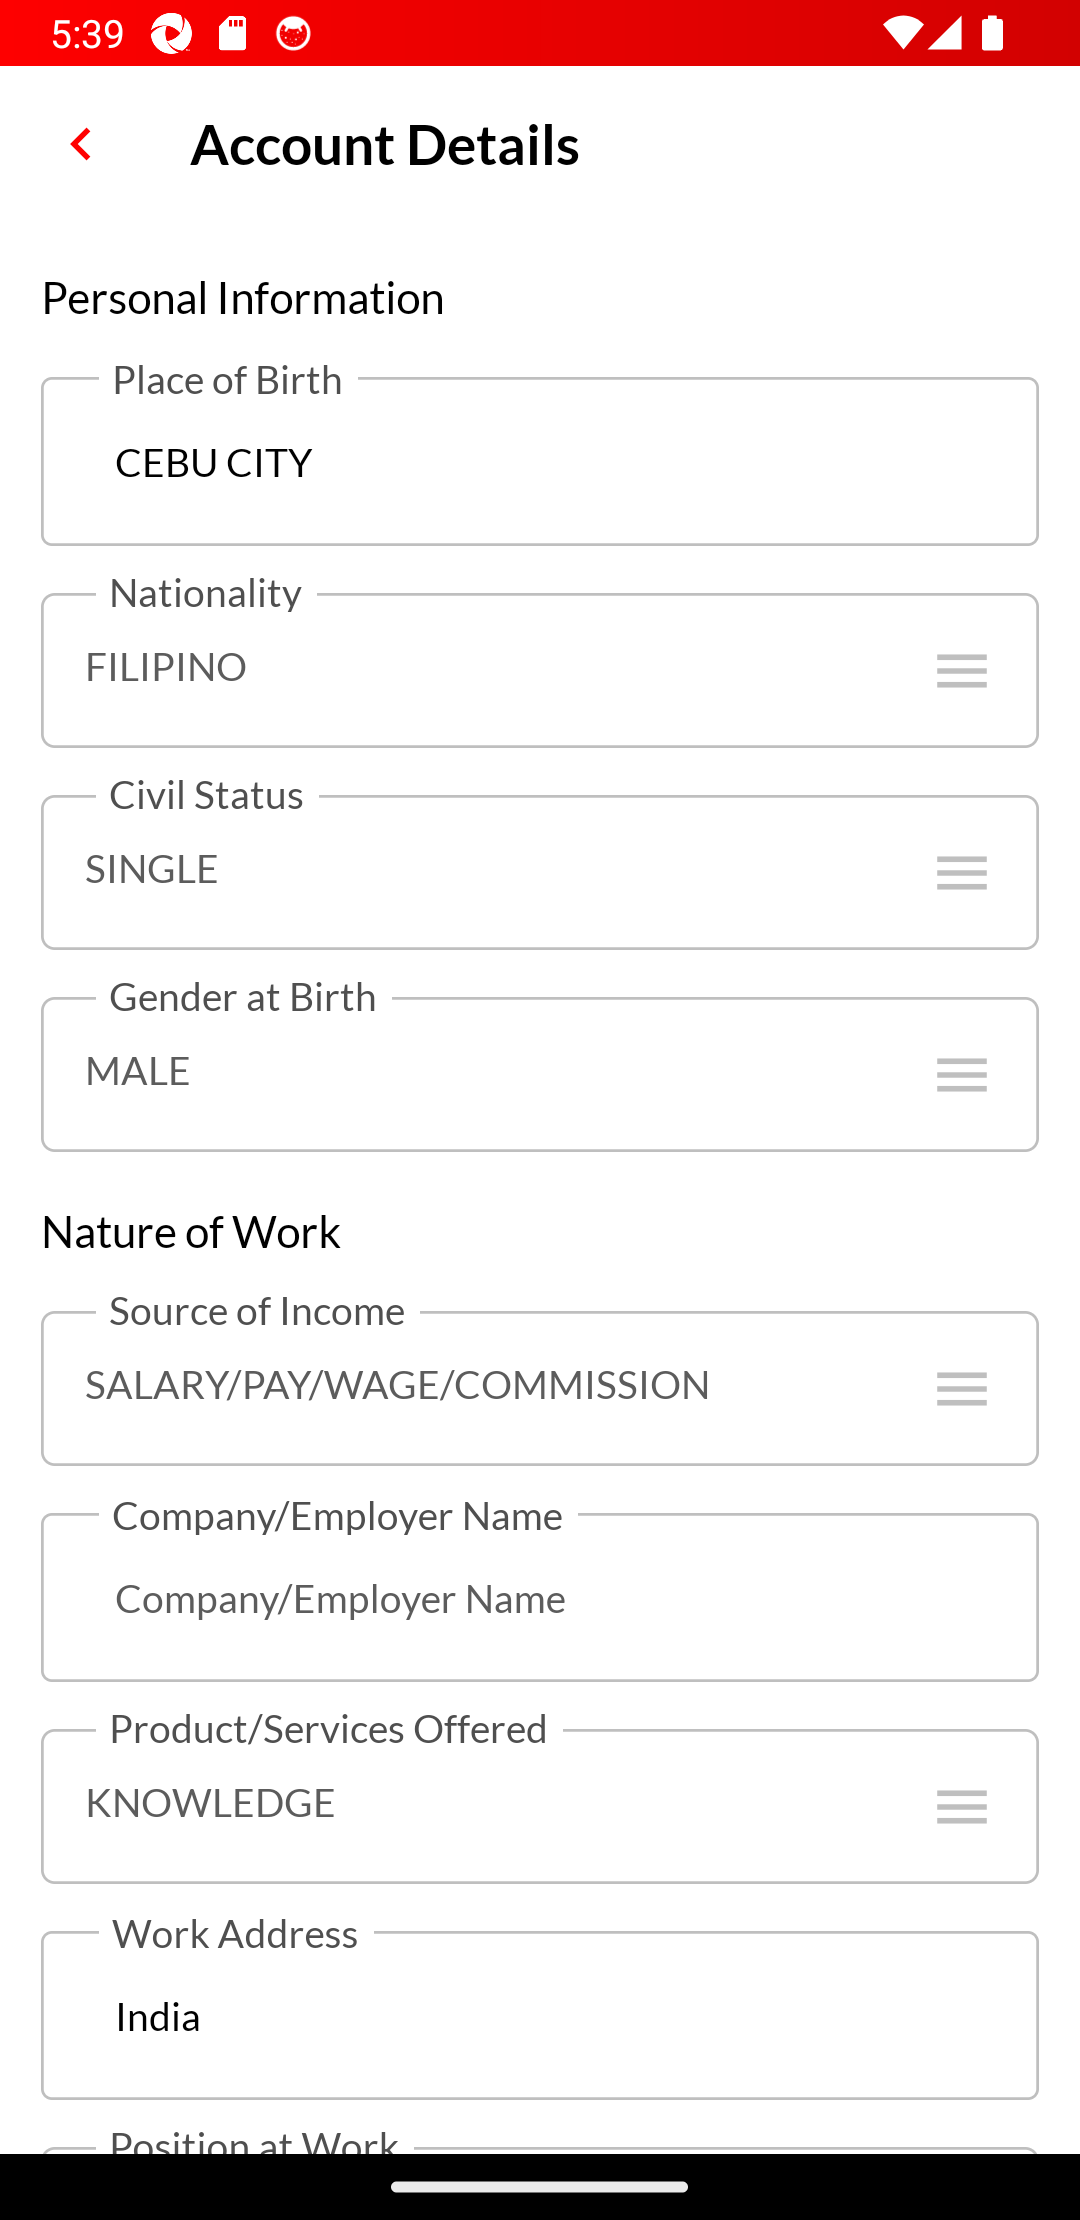 5:39
Account Details
Personal Information
Place of Birth
CEBU CITY
Nationality
FILIPINO
Civil Status
SINGLE
Gender at Birth
MALE
Nature of Work
Source of Income
SALARY/PAY/WAGE/COMMISSION
Company/Employer Name
Company/Employer Name
Product/Services Offered
KNOWLEDGE
Work Address
India
Position at Work